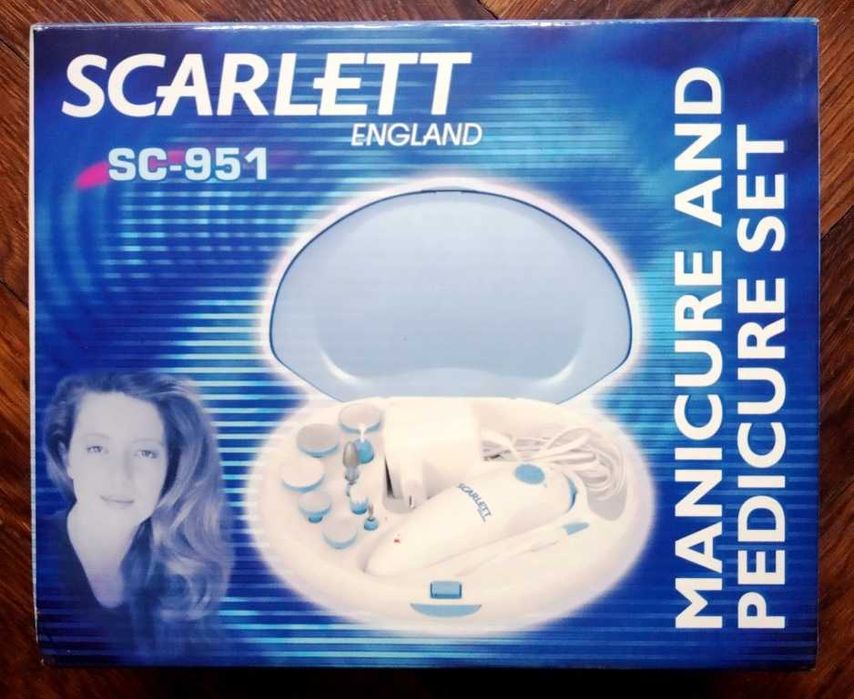 SCARLETT
ENGLAND
SC-951
MANICURE AND
PEDICURE SET
SCARLETT